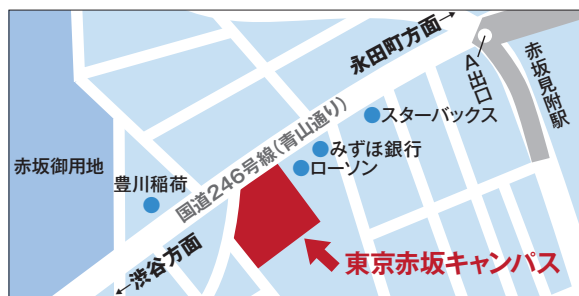 永田町方面→
A出口
赤坂見附駅
スターバックス
みずほ銀行
ローソン
国道246号線(青山通り)
赤坂御用地
豊川稲荷
←渋谷方面
東京赤坂キャンパス